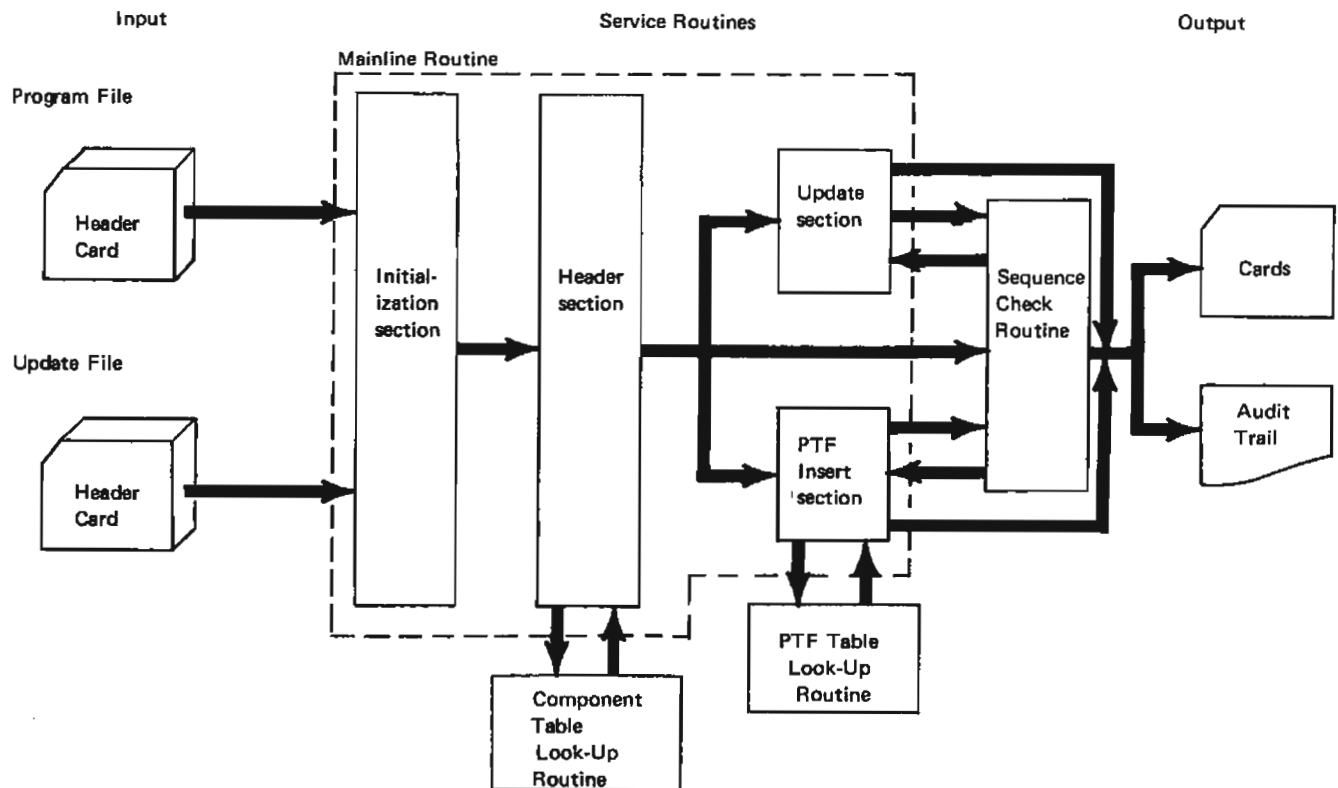 Input
Service Routines
Output
Mainline Routine
Program File
Header
Card
Update File
Header
Card
Initial-
ization
section
Header
section
Update
section
PTF
Insert
section
Sequence
Check
Routine
Cards
Audit
Trail
Component
Table
Look-Up
Routine
PTF Table
Look-Up
Routine